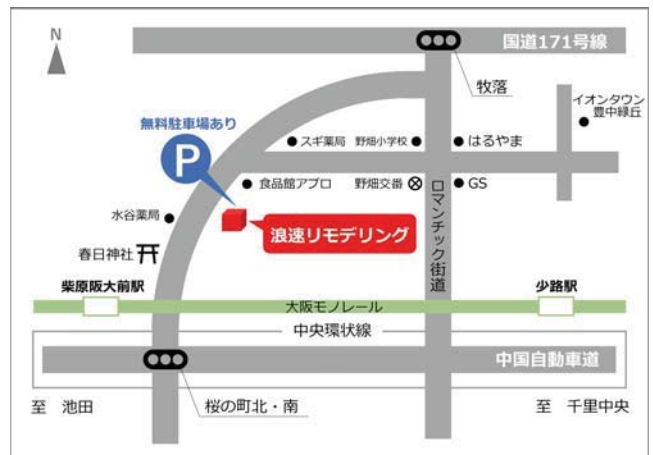 N
国道171号線
牧落
イオンタウン
豊中緑丘
無料駐車場あり
P
スギ薬局
野畑小学校
はるやま
食品館アプロ
野畑交番
GS
ロマンチック街道
水谷薬局
浪速リモデリング
春日神社
柴原阪大前駅
大阪モノレール
少路駅
中央環状線
中国自動車道
至 池田
桜の町北・南
至 千里中央